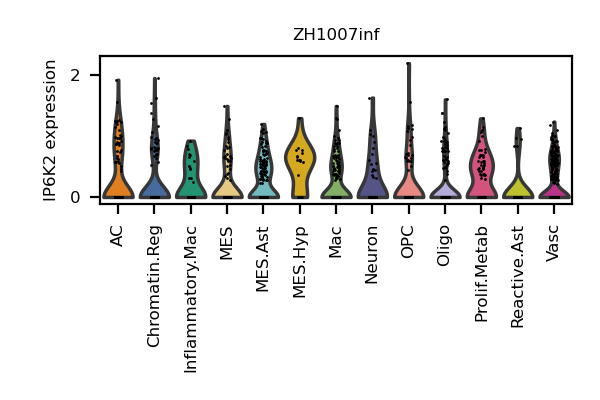 ZH1007inf
IP6K2 expression
2
0
AC
Chromatin.Reg
Inflammatory.Mac
MES
MES.Ast
MES.Hyp
Mac
Neuron
OPC
Oligo
Prolif.Metab
Reactive.Ast
Vasc